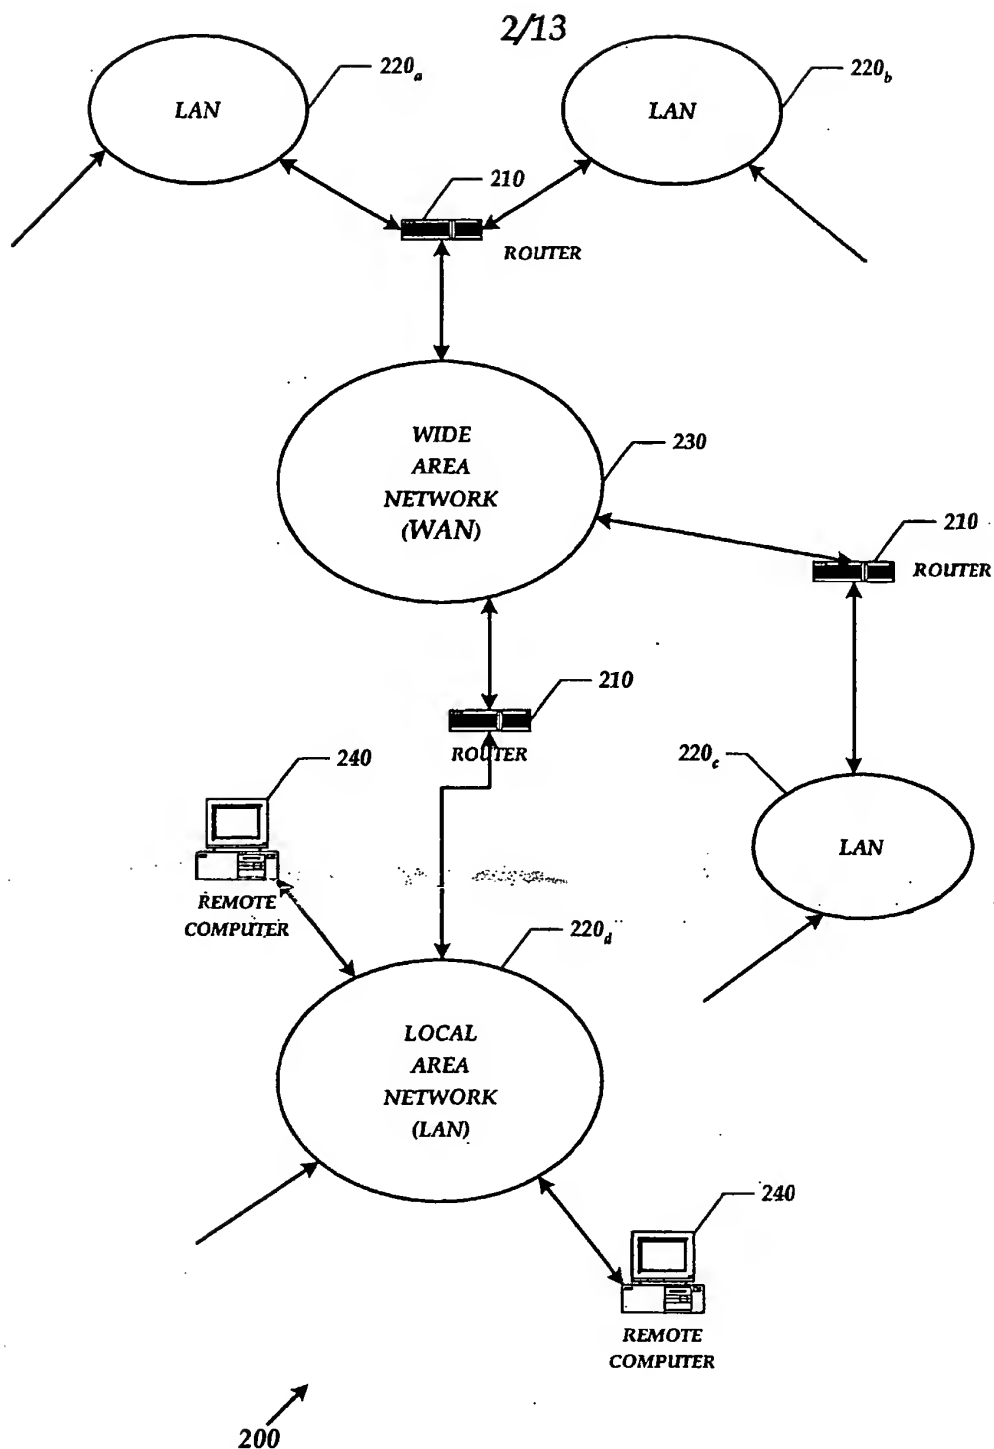 2/13
220a
220b
LAN
LAN
210
ROUTER
WIDE
AREA
NETWORK
(WAN)
230
210
ROUTER
210
ROUTER
240
220c
LAN
REMOTE
COMPUTER
220d
LOCAL
AREA
NETWORK
(LAN)
240
REMOTE
COMPUTER
200